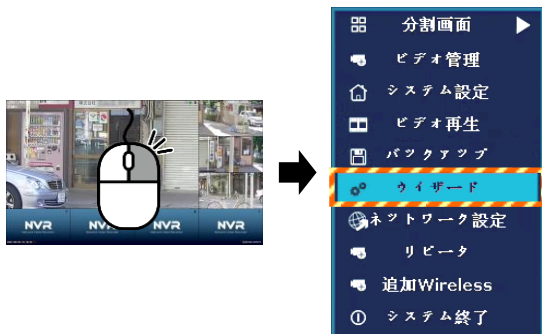 NVR
NVR
NVR
NVR
分割画面
ビデオ管理
システム設定
ビデオ再生
バックアップ
ウイザード
ネットワーク設定
リピータ
追加Wireless
システム終了